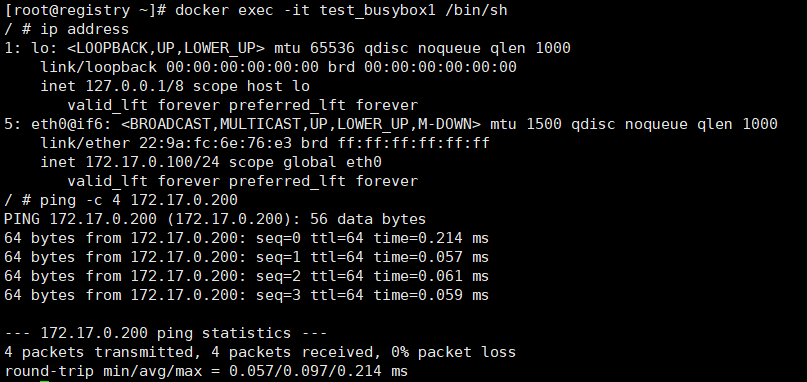 [root@registry ~]# docker exec -it test_busybox1 /bin/sh
/ # ip address
1: lo: <LOOPBACK,UP,LOWER_UP> mtu 65536 qdisc noqueue qlen 1000
    link/loopback 00:00:00:00:00:00 brd 00:00:00:00:00:00
    inet 127.0.0.1/8 scope host lo
       valid_lft forever preferred_lft forever
5: eth0@if6: <BROADCAST,MULTICAST,UP,LOWER_UP,M-DOWN> mtu 1500 qdisc noqueue qlen 1000
    link/ether 22:9a:fc:6e:76:e3 brd ff:ff:ff:ff:ff:ff
    inet 172.17.0.100/24 scope global eth0
       valid_lft forever preferred_lft forever
/ # ping -c 4 172.17.0.200
PING 172.17.0.200 (172.17.0.200): 56 data bytes
64 bytes from 172.17.0.200: seq=0 ttl=64 time=0.214 ms
64 bytes from 172.17.0.200: seq=1 ttl=64 time=0.057 ms
64 bytes from 172.17.0.200: seq=2 ttl=64 time=0.061 ms
64 bytes from 172.17.0.200: seq=3 ttl=64 time=0.059 ms

--- 172.17.0.200 ping statistics ---
4 packets transmitted, 4 packets received, 0% packet loss
round-trip min/avg/max = 0.057/0.097/0.214 ms